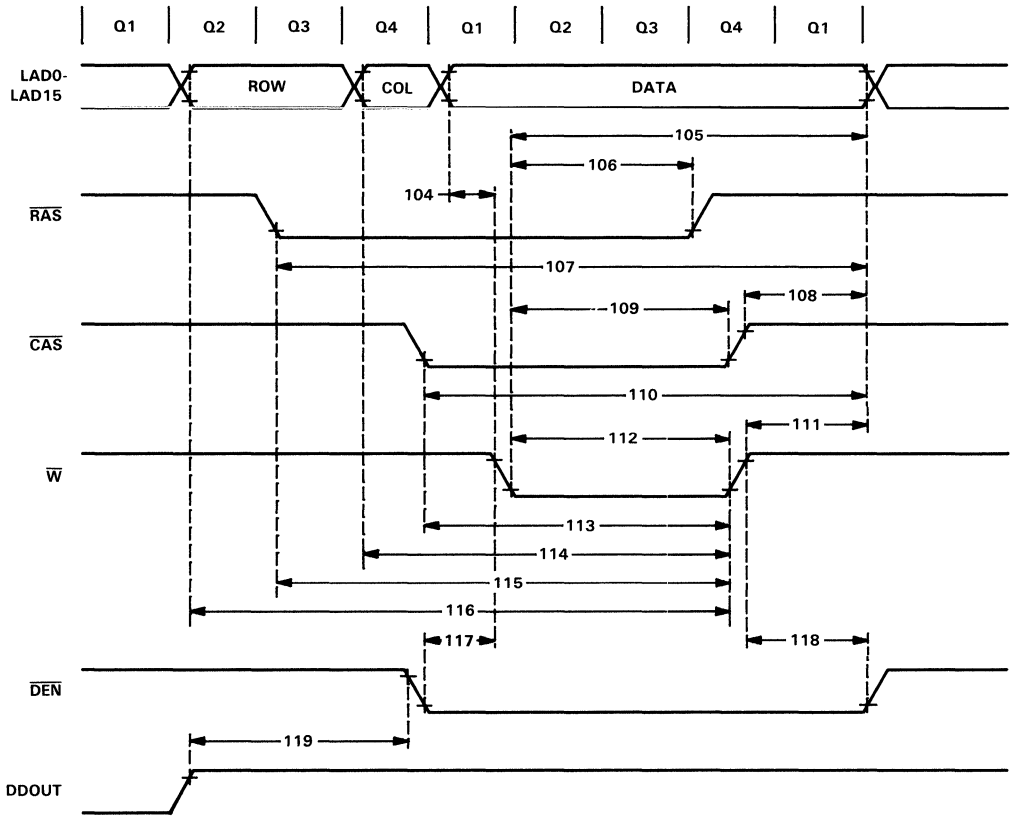 Q1 Q2 Q3 Q4 Q1 Q2 Q3 Q4 Q1
LAD0-
LAD15
ROW COL DATA
105
106
104
RAS
107
108
109
CAS
110
111
112
W
113
114
115
116
117 118
DEN
119
DDOUT